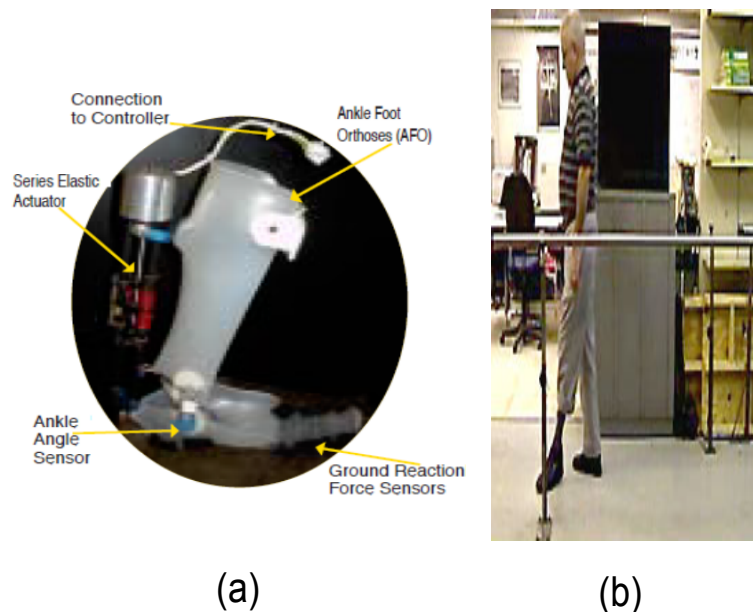 Connection
to Controller
Ankle Foot
Orthoses (AFO)
Series Elastic
Actuator
Ankle
Angle
Sensor
Ground Reaction
Force Sensors
(a)
(b)